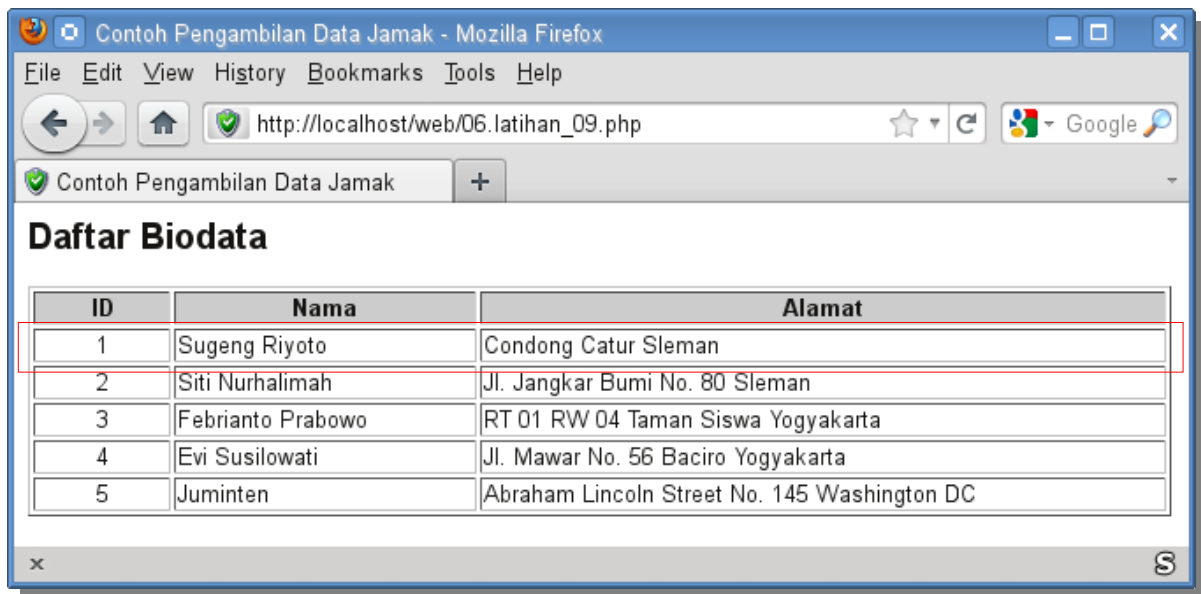 Contoh Pengambilan Data Jamak - Mozilla Firefox
File Edit View History Bookmarks Tools Help
http://localhost/web/06.latihan_09.php Google
Contoh Pengambilan Data Jamak +
Daftar Biodata
ID Nama Alamat
1 Sugeng Riyoto Condong Catur Sleman
2 Siti Nurhalimah Jl. Jangkar Bumi No. 80 Sleman
3 Febrianto Prabowo RT 01 RW 04 Taman Siswa Yogyakarta
4 Evi Susilowati Jl. Mawar No. 56 Baciro Yogyakarta
5 Juminten Abraham Lincoln Street No. 145 Washington DC
x S